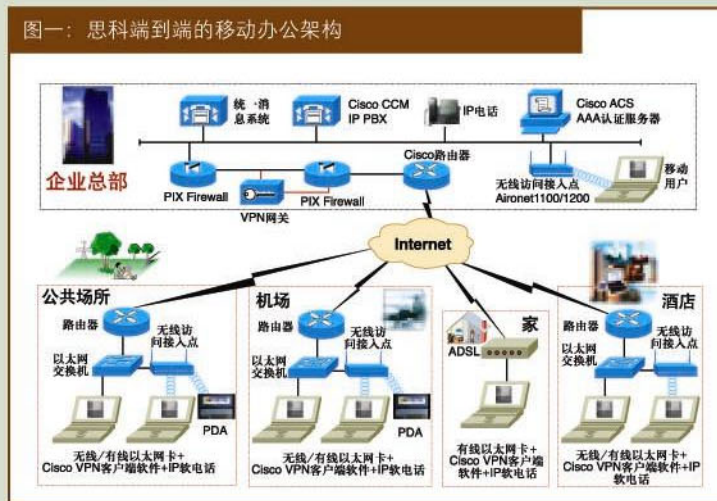 图一：思科端到端的移动办公架构
统一消
息系统
Cisco CCM
IP PBX
IP电话
Cisco ACS
AAA认证服务器
企业总部
PIX Firewall
VPN网关
PIX Firewall
Cisco路由器
无线访问接入点
Aironet1100/1200
移动
用户
Internet
公共场所
路由器
无线访
问接入点
以太网
交换机
PDA
无线/有线以太网卡+
Cisco VPN客户端软件+IP软电话
机场
路由器
无线访
问接入点
以太网
交换机
PDA
无线/有线以太网卡+
Cisco VPN客户端软件+IP软电话
家
ADSL
有线以太网卡+
Cisco VPN客户端
软件+IP软电话
酒店
路由器
无线访
问接入点
以太网
交换机
无线/有线以太网卡+
Cisco VPN客户端软件+IP
软电话